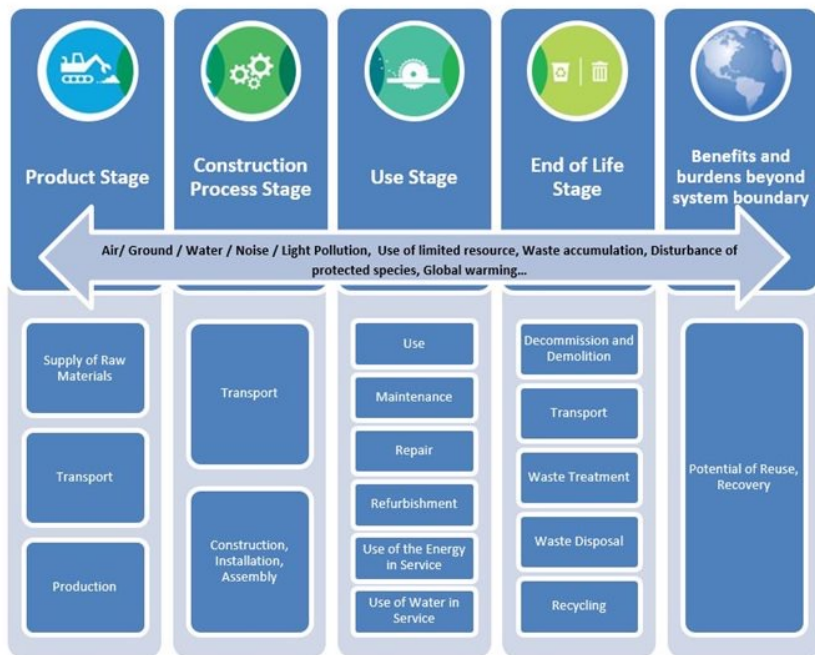 Product Stage
Construction
Process Stage
Use Stage
End of Life
Stage
Benefits and
burdens beyond
system boundary
Air/ Ground / Water / Noise / Light Pollution,  Use of limited resource, Waste accumulation, Disturbance of
protected species, Global warming...
Supply of Raw
Materials
Transport
Production
Transport
Construction,
Installation,
Assembly
Use
Maintenance
Repair
Refurbishment
Use of the Energy
in Service
Use of Water in
Service
Decommission and
Demolition
Transport
Waste Treatment
Waste Disposal
Recycling
Potential of Reuse,
Recovery